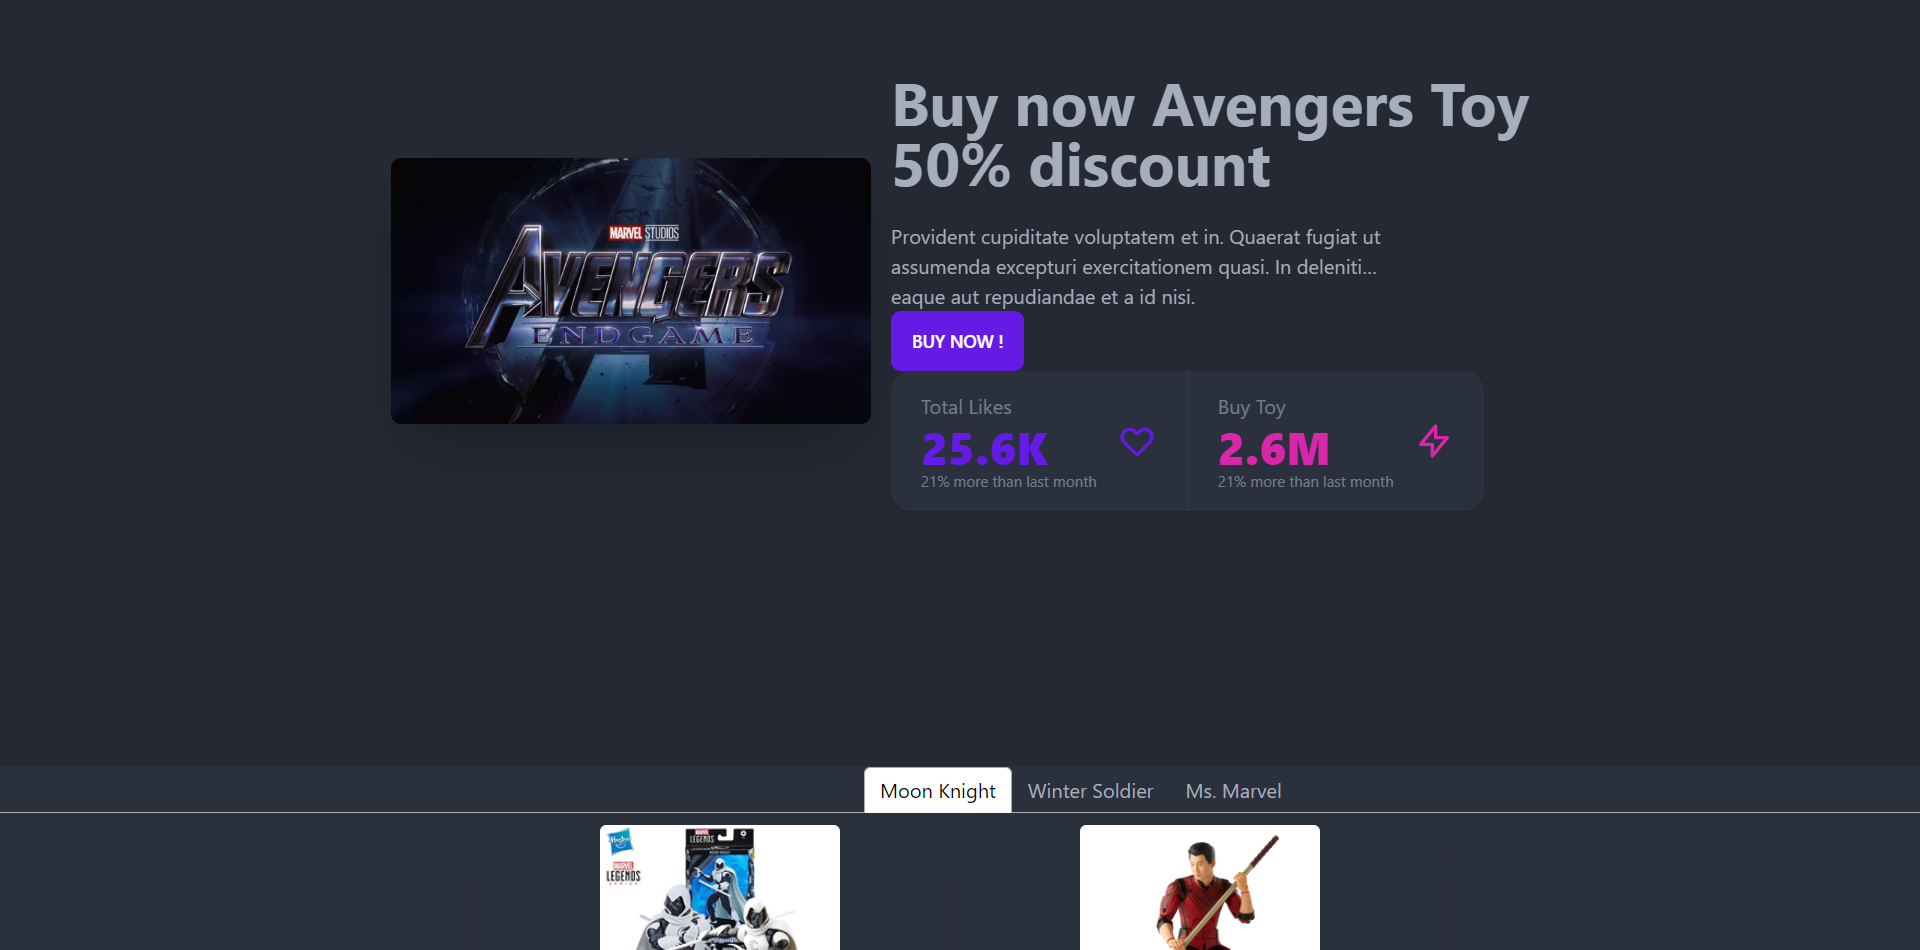 Buy now Avengers Toy
50% discount
MARVEL STUDIOS
AVENGERS
ENDGAME
Provident cupiditate voluptatem et in. Quaerat fugiat ut
assumenda excepturi exercitationem quasi. In deleniti...
eaque aut repudiandae et a id nisi.
BUY NOW !
Total Likes
25.6K
21% more than last month
Buy Toy
2.6M
21% more than last month
Moon Knight
Winter Soldier
Ms. Marvel
Hasbro
MARVEL
LEGENDS
SERIES
MARVEL
LEGENDS